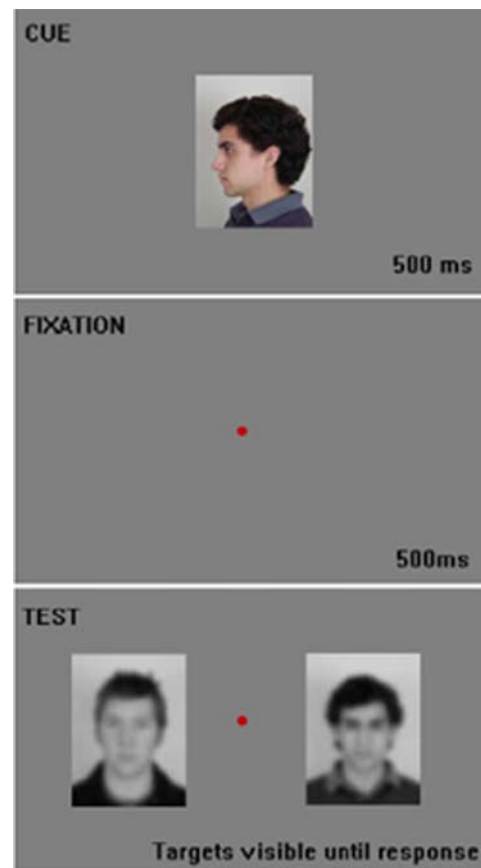 CUE
500 ms
FIXATION
500ms
TEST
Targets visible until response